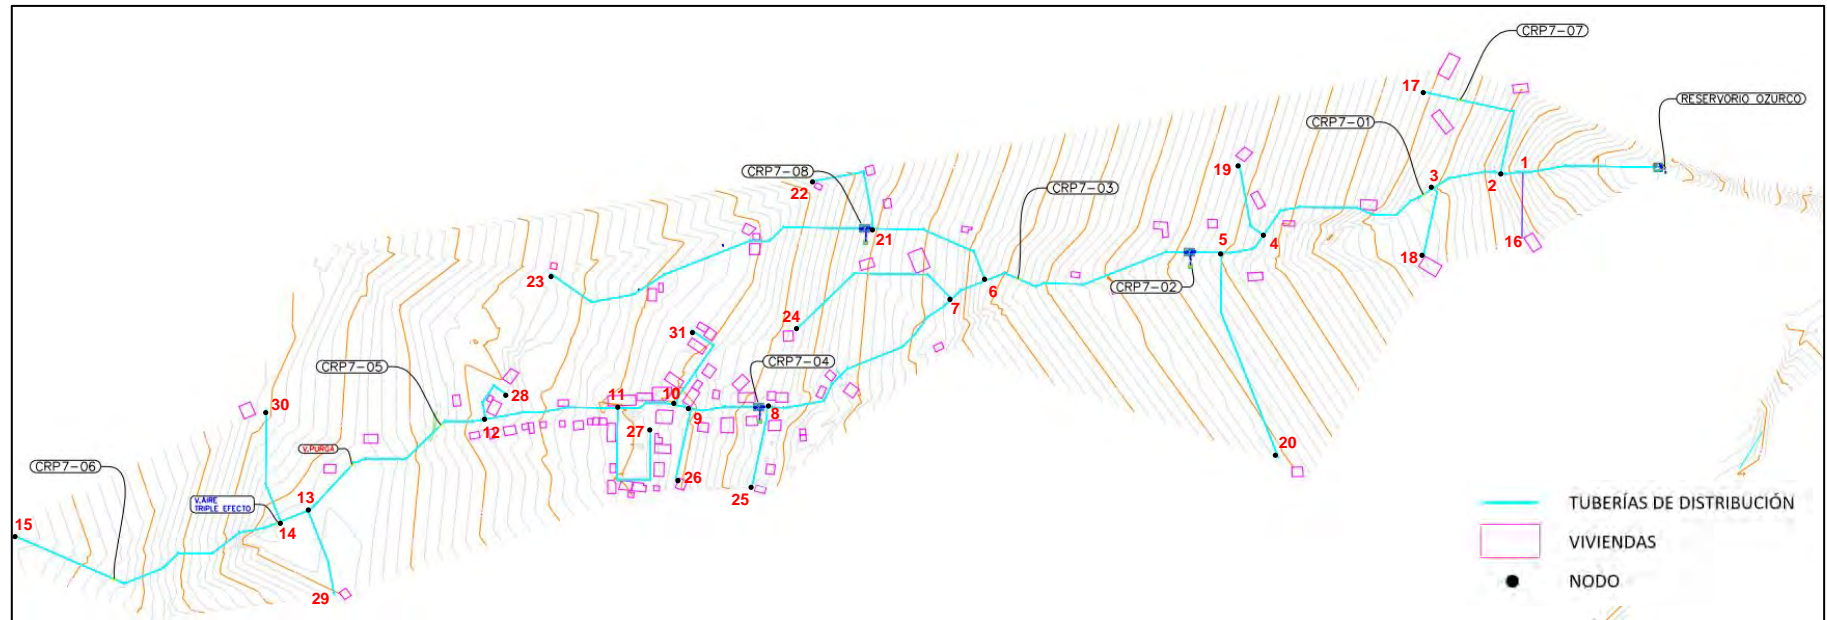 CRP7-07
17
RESERVORIO OZURCO
CRP7-01
1
2
3
19
CRP7-08
22
CRP7-03
16
21
5
4
18
23
6
CRP7-02
7
24
31
CRP7-04
CRP7-05
28
30
11
10
9
8
12
27
20
V.PURGA
CRP7-06
26
25
V.AIRE
TRIPLE EFECTO
13
15
14
29
TUBERÍAS DE DISTRIBUCIÓN
VIVIENDAS
NODO